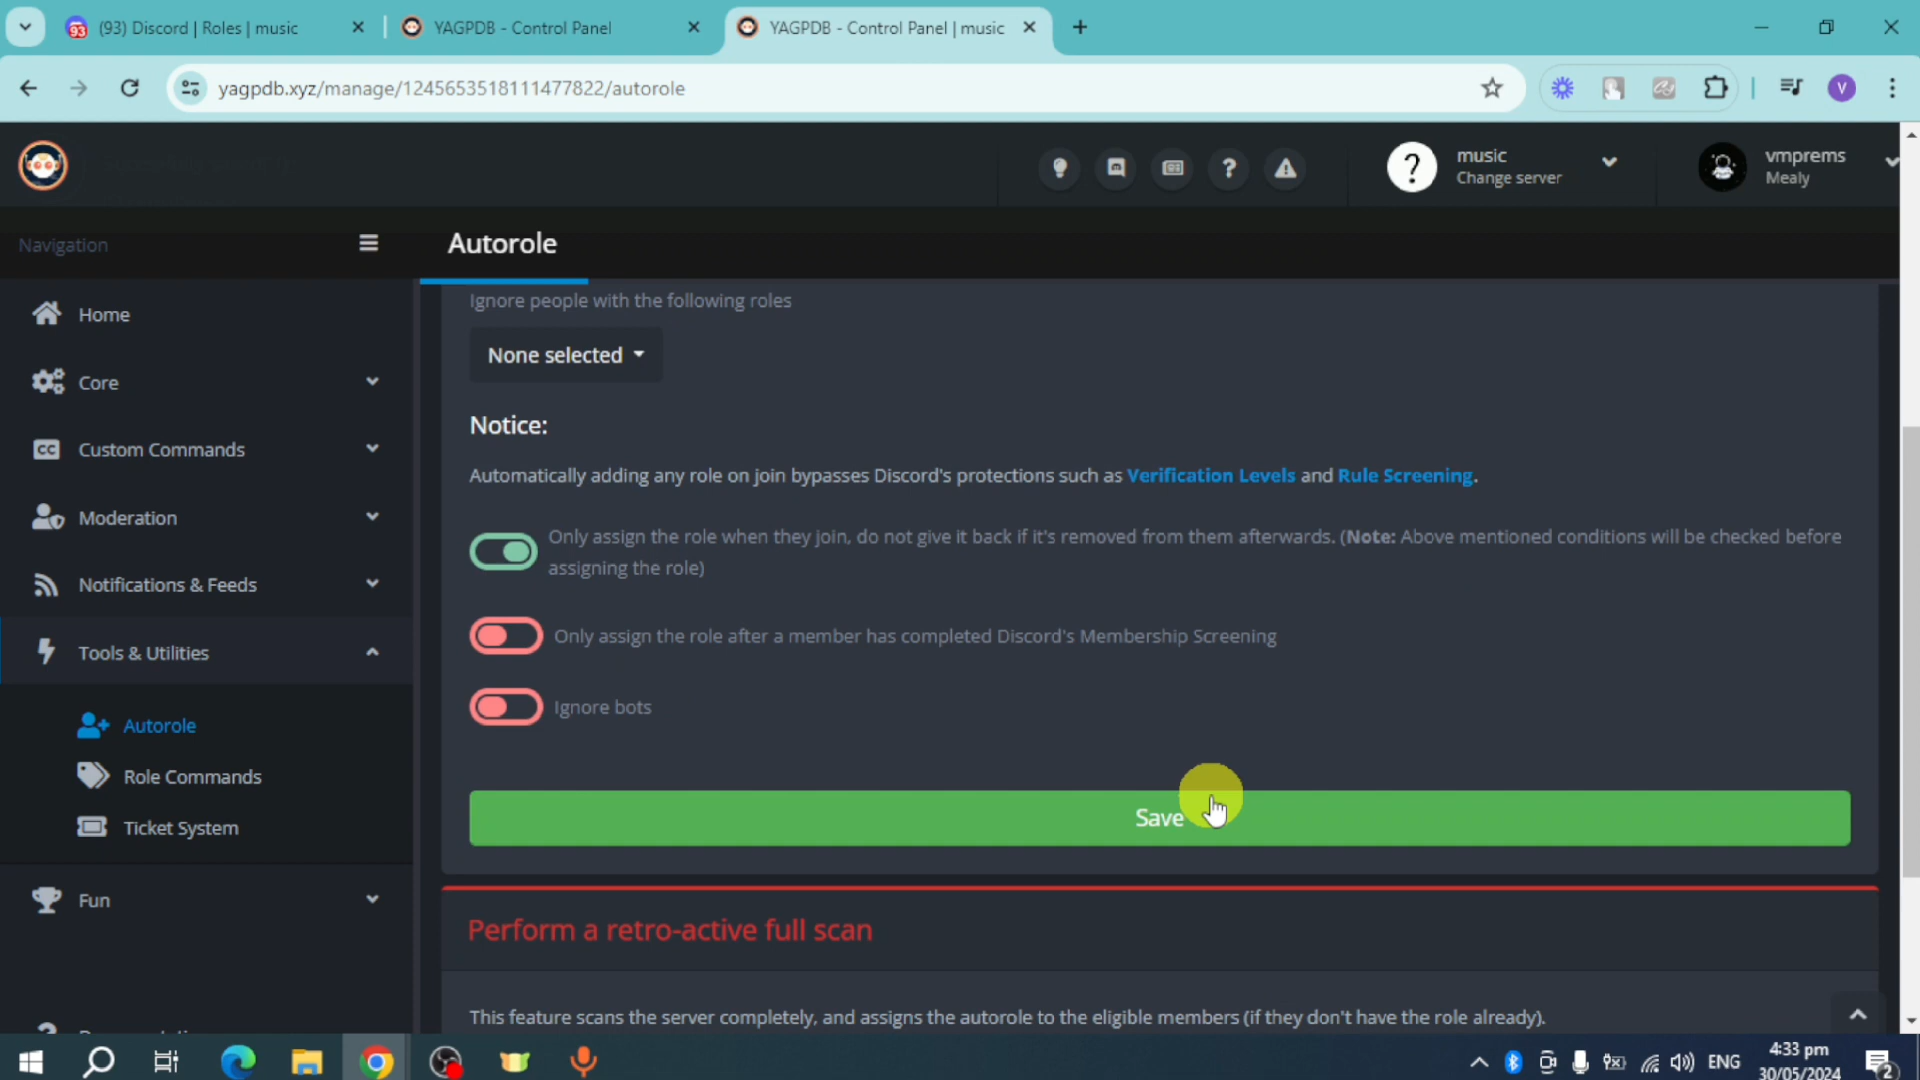 (93) Discord | Roles | music
YAGPDB - Control Panel
YAGPDB - Control Panel | music
yagpdb.xyz/manage/1245653518111477822/autorole
V
music
Change server
vmprems
Mealy
Navigation
Autorole
Home
Core
Custom Commands
Moderation
Notifications & Feeds
Tools & Utilities
Autorole
Role Commands
Ticket System
Fun
Ignore people with the following roles
None selected
Notice:
Automatically adding any role on join bypasses Discord's protections such as Verification Levels and Rule Screening.
Only assign the role when they join, do not give it back if it's removed from them afterwards. (Note: Above mentioned conditions will be checked before
assigning the role)
Only assign the role after a member has completed Discord's Membership Screening
Ignore bots
Save
Perform a retro-active full scan
This feature scans the server completely, and assigns the autorole to the eligible members (if they don't have the role already).
ENG
4:33 pm
30/05/2024
2